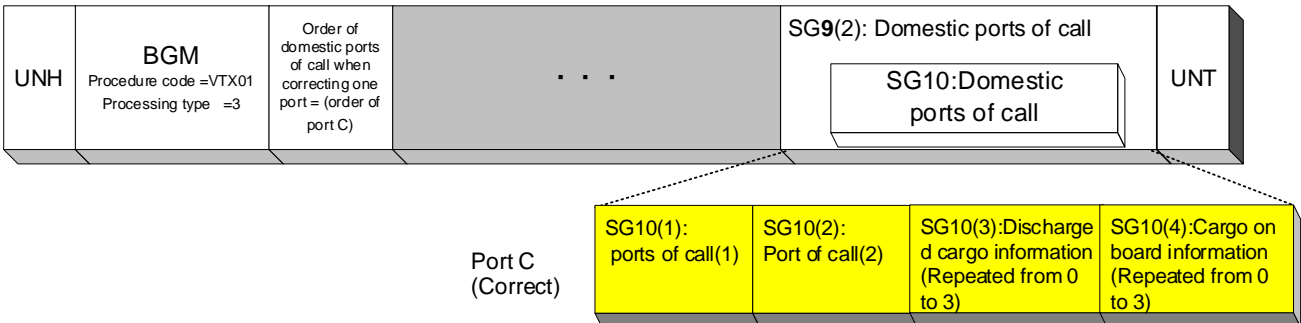 UNH
BGM
Procedure code =VTX01
Processing type =3
Order of
domestic ports
of call when
correcting one
port = (order of
port C)
. . .
SG9(2): Domestic ports of call
SG10:Domestic
ports of call
UNT
Port C
(Correct)
SG10(1):
ports of call(1)
SG10(2):
Port of call(2)
SG10(3):Discharge
d cargo information
(Repeated from 0
to 3)
SG10(4):Cargo on
board information
(Repeated from 0
to 3)